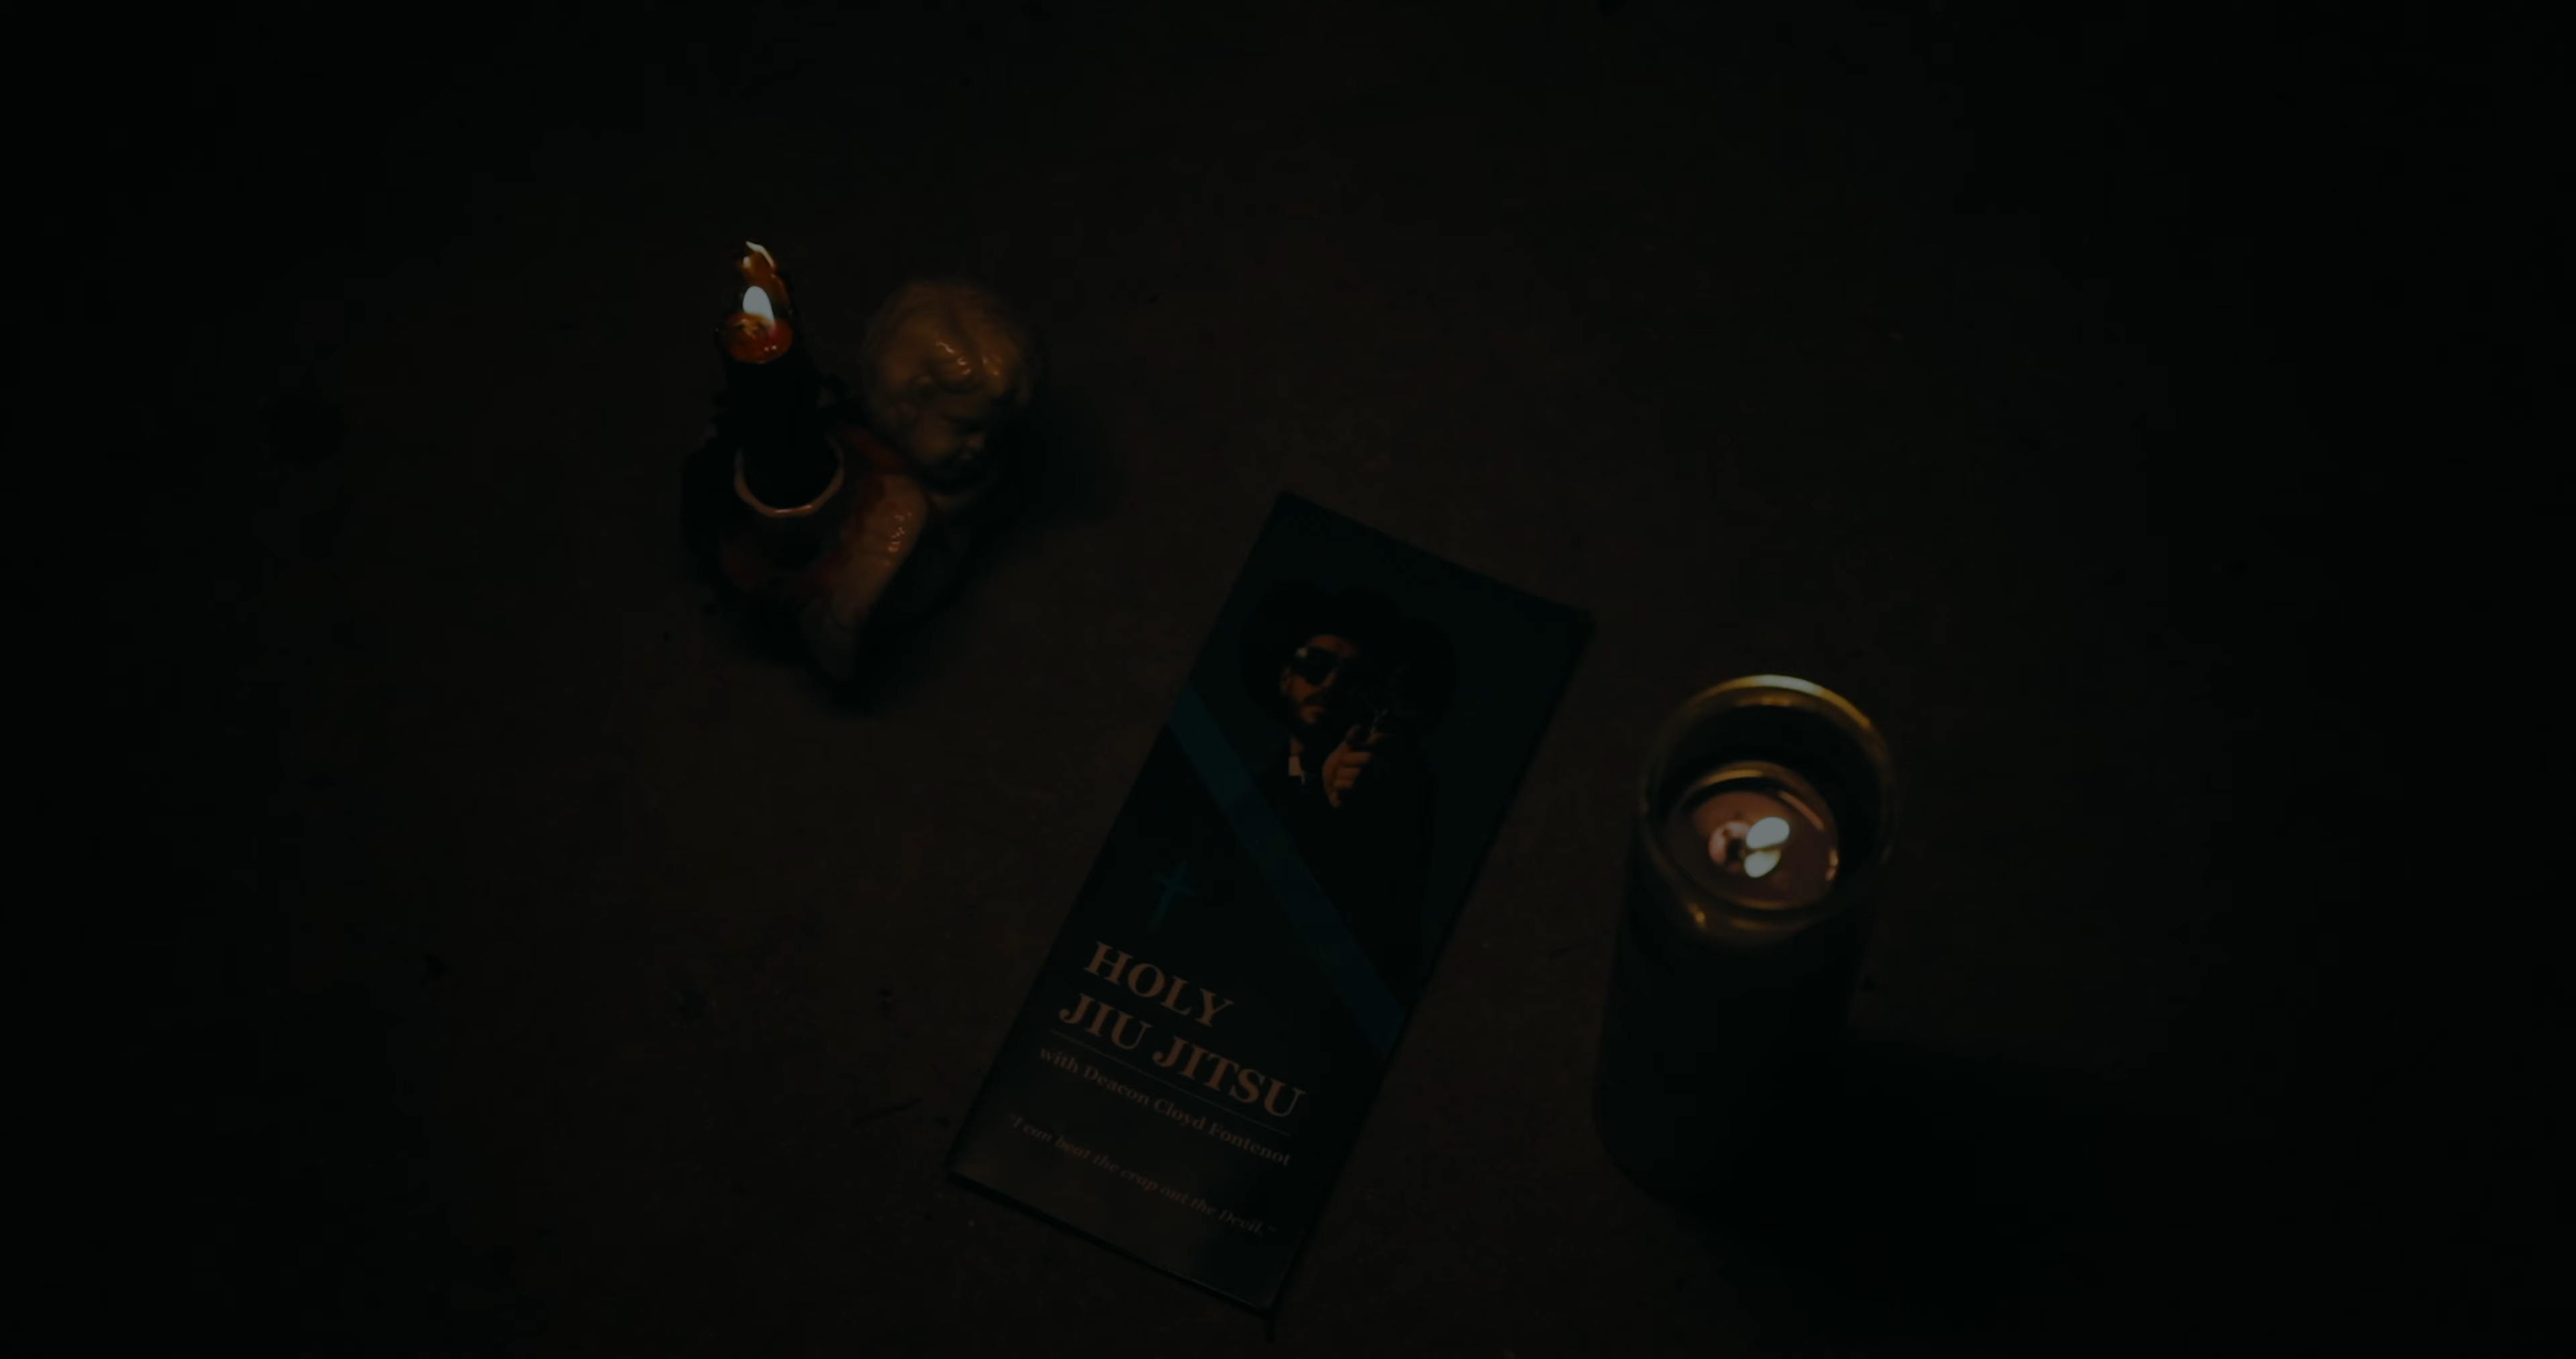 HOLY
JIU JITSU
with Deacon Cloyd Fontenot
"I can beat the crap out the Devil."